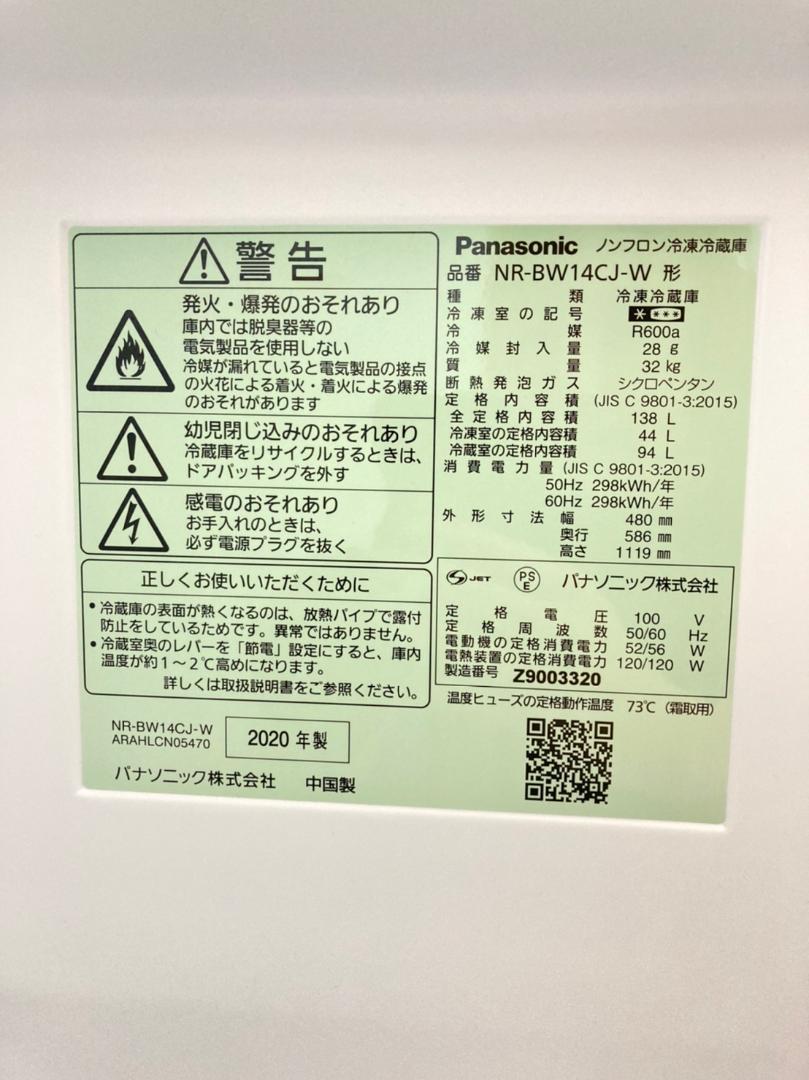 警告
発火・爆発のおそれあり
庫内では脱臭器等の
電気製品を使用しない
冷媒が漏れていると電気製品の接点
の火花による着火・着火による爆発
のおそれがあります
幼児閉じ込みのおそれあり
冷蔵庫をリサイクルするときは、
ドアパッキングを外す
感電のおそれあり
お手入れのときは、
必ず電源プラグを抜く
正しくお使いいただくために
• 冷蔵庫の表面が熱くなるのは、放熱パイプで露付
防止をしているためです。異常ではありません。
• 冷蔵室奥のレバーを「節電」設定にすると、庫内
温度が約1～2℃高めになります。
詳しくは取扱説明書をご参照ください。
NR-BW14CJ-W
ARAHLCN05470
2020 年製
パナソニック株式会社 中国製
Panasonic ノンフロン冷凍冷蔵庫
品番 NR-BW14CJ-W 形
種類 冷凍冷蔵庫
冷凍室の記号
冷媒 R600a
冷媒封入量 28 g
質量 32 kg
断熱発泡ガス シクロペンタン
定格内容積 (JIS C 9801-3:2015)
全定格内容積 138 L
冷凍室の定格内容積 44 L
冷蔵室の定格内容積 94 L
消費電力量 (JIS C 9801-3:2015)
50Hz 298kWh/年
60Hz 298kWh/年
外形寸法 幅 480 mm
奥行 586 mm
高さ 1119 mm
S JET PS E パナソニック株式会社
定格電圧 100 V
定格周波数 50/60 Hz
電動機の定格消費電力 52/56 W
電熱装置の定格消費電力 120/120 W
製造番号 Z9003320
温度ヒューズの定格動作温度 73℃ (霜取用)